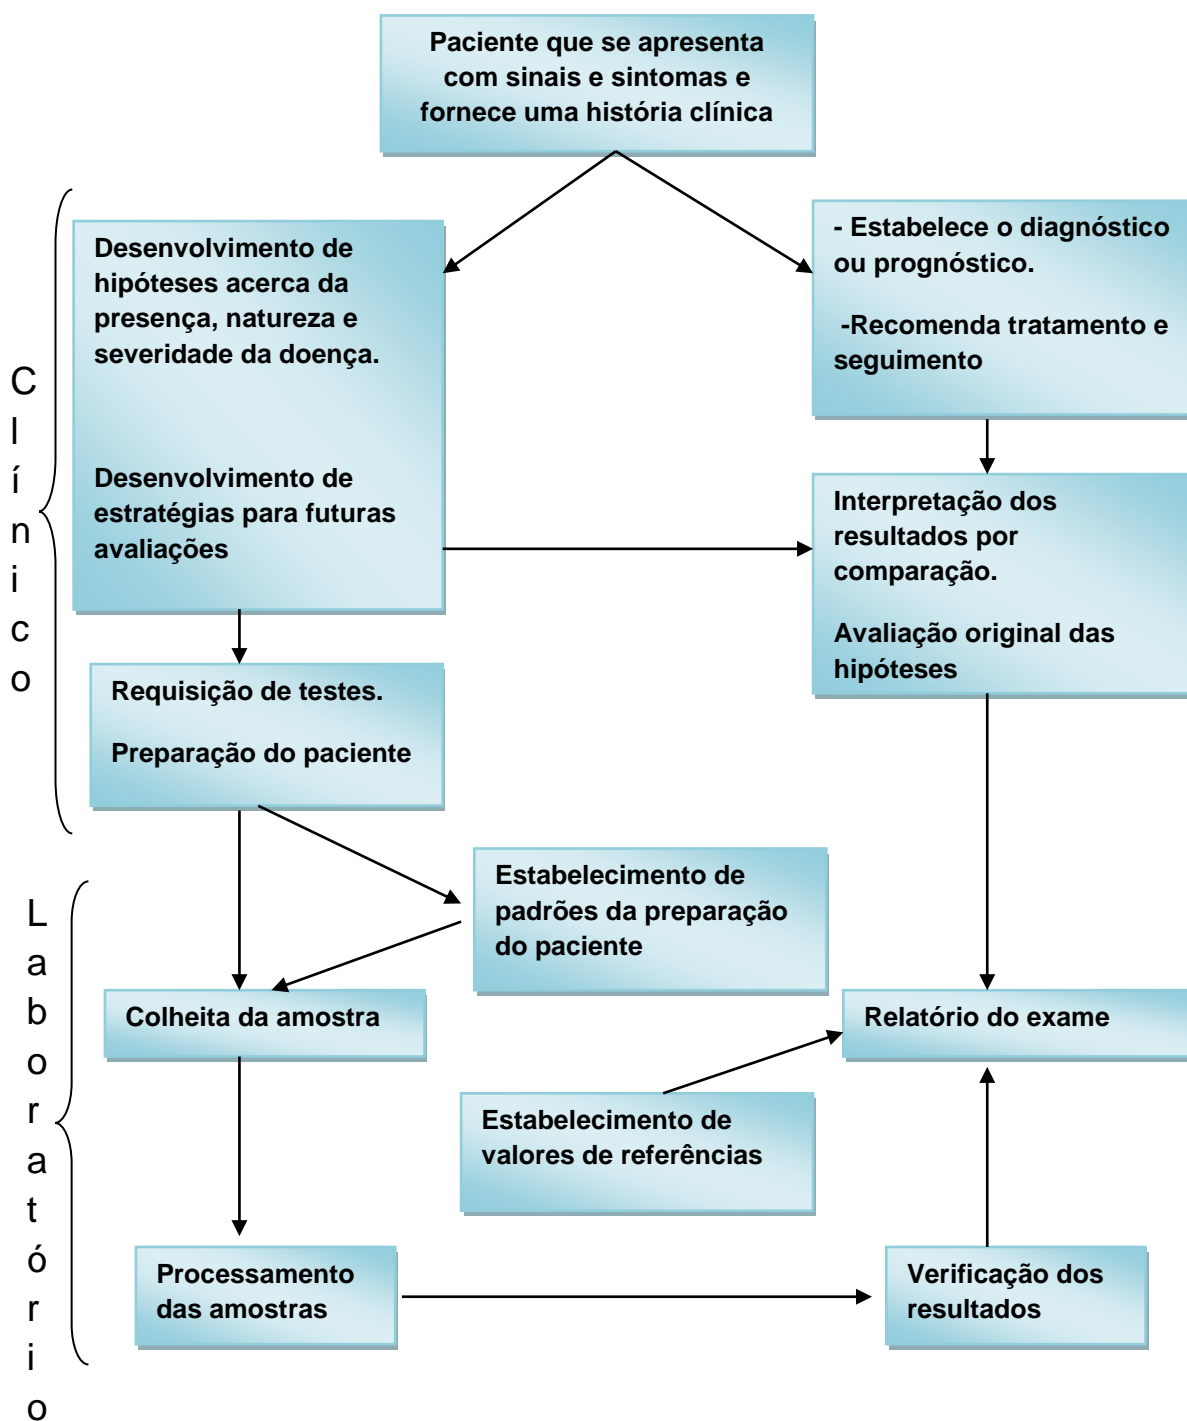 Paciente que se apresenta
com sinais e sintomas e
fornece uma história clínica
Clínico
Desenvolvimento de
hipóteses acerca da
presença, natureza e
severidade da doença.
Desenvolvimento de
estratégias para futuras
avaliações
- Estabelece o diagnóstico
ou prognóstico.
-Recomenda tratamento e
seguimento
Interpretação dos
resultados por
comparação.
Avaliação original das
hipóteses
Requisição de testes.
Preparação do paciente
Laboratório
Estabelecimento de
padrões da preparação
do paciente
Colheita da amostra
Relatório do exame
Estabelecimento de
valores de referências
Processamento
das amostras
Verificação dos
resultados